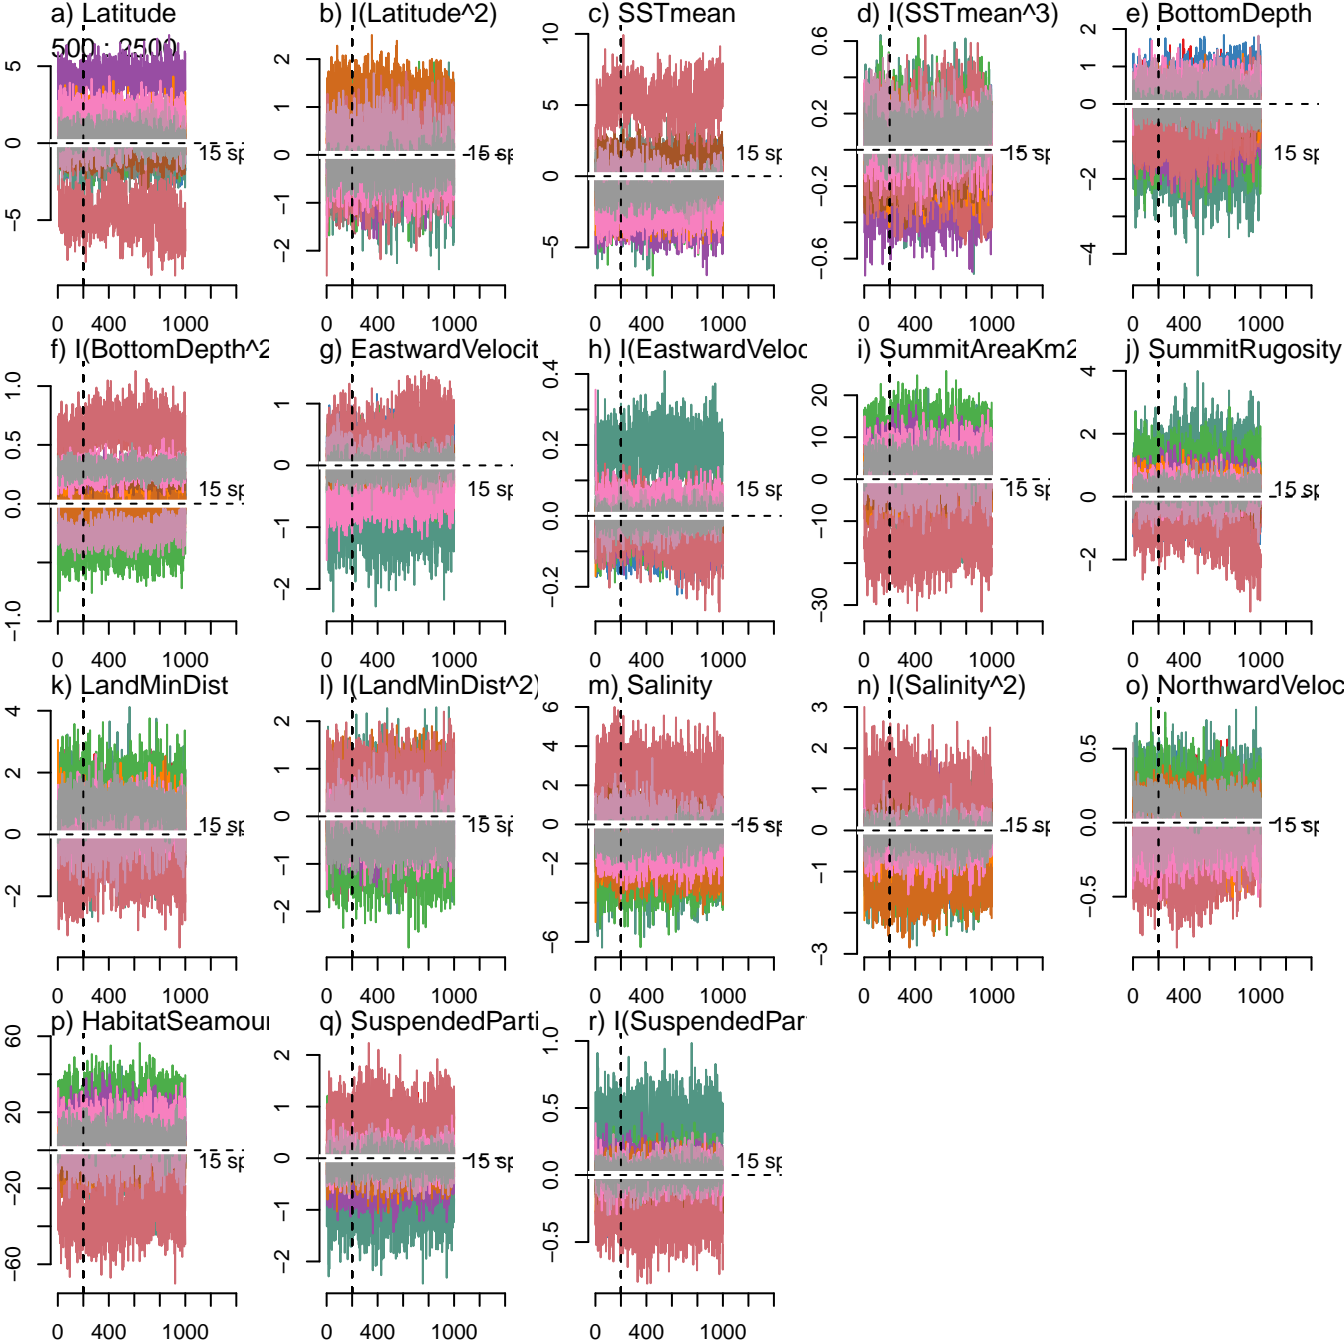 a) Latitude
500 : 2500
5
0
−5
15 sp
0 400 1000
b) I(Latitude^2)
2
1
0
−1
−2
15 sp
0 400 1000
c) SSTmean
10
5
0
−5
15 sp
0 400 1000
d) I(SSTmean^3)
0.6
0.2
−0.2
−0.6
15 sp
0 400 1000
e) BottomDepth
2
1
0
−2
−4
15 sp
0 400 1000
f) I(BottomDepth^2
1.0
0.5
0.0
−1.0
15 sp
0 400 1000
g) EastwardVelocit
1
0
−1
−2
15 sp
0 400 1000
h) I(EastwardVeloc
0.4
0.2
0.0
−0.2
15 sp
0 400 1000
i) SummitAreaKm2
20
10
0
−10
−30
15 sp
0 400 1000
j) SummitRugosity
4
2
0
−2
15 sp
0 400 1000
k) LandMinDist
4
2
0
−2
15 sp
0 400 1000
l) I(LandMinDist^2)
2
1
0
−1
−2
15 sp
0 400 1000
m) Salinity
6
4
2
0
−2
−6
15 sp
0 400 1000
n) I(Salinity^2)
3
2
1
0
−1
−3
15 sp
0 400 1000
o) NorthwardVeloc
0.5
0.0
−0.5
15 sp
0 400 1000
p) HabitatSeamour
60
20
−20
−60
15 sp
0 400 1000
q) SuspendedParti
2
1
0
−1
−2
15 sp
0 400 1000
r) I(SuspendedPar
1.0
0.5
0.0
−0.5
15 sp
0 400 1000